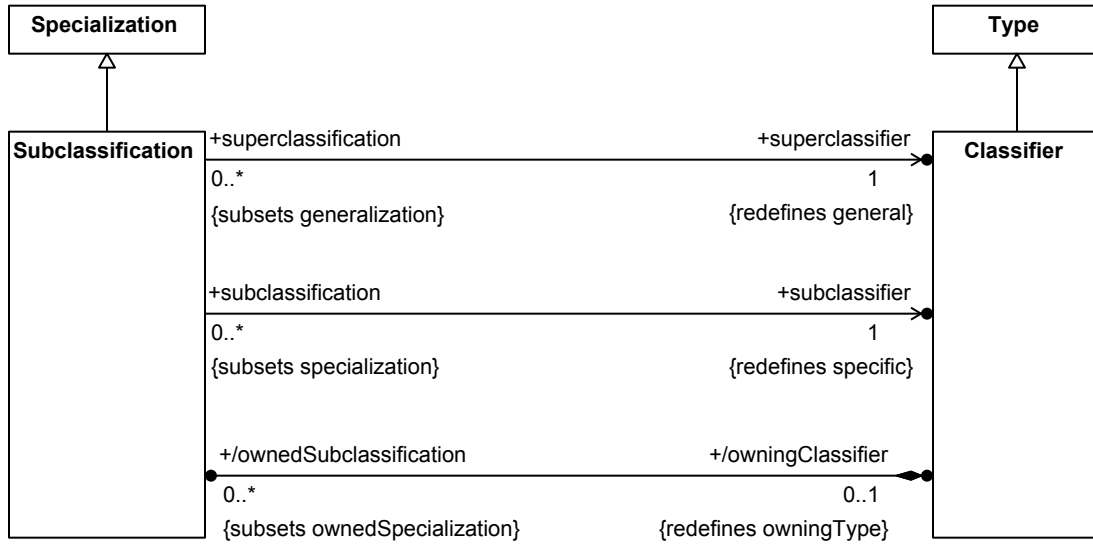 Specialization
Type
Subclassification
Classifier
+superclassification
+superclassifier
0..*
1
{subsets generalization}
{redefines general}
+subclassification
+subclassifier
0..*
1
{subsets specialization}
{redefines specific}
+/ownedSubclassification
+/owningClassifier
0..*
0..1
{subsets ownedSpecialization}
{redefines owningType}